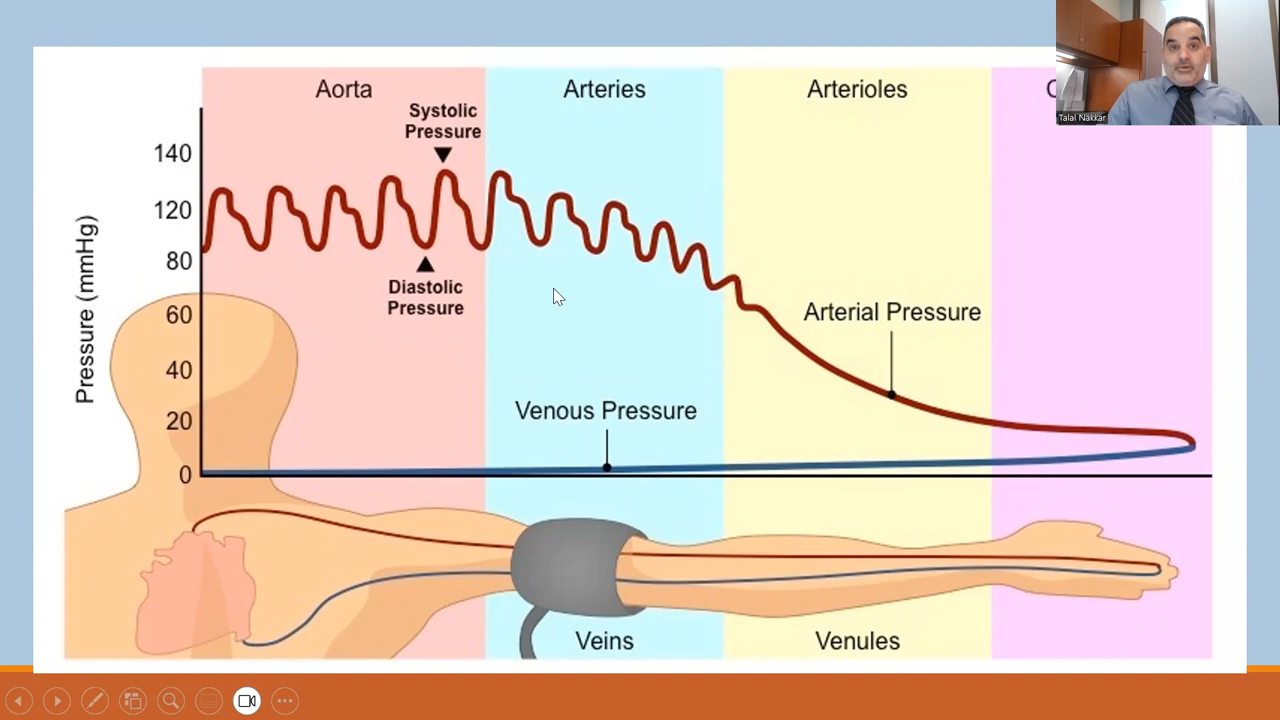 Aorta
Arteries
Arterioles
C
Systolic
Pressure
Talal Nakkar
140
120
80
60
40
20
0
Pressure (mmHg)
Diastolic
Pressure
Arterial Pressure
Venous Pressure
Veins
Venules